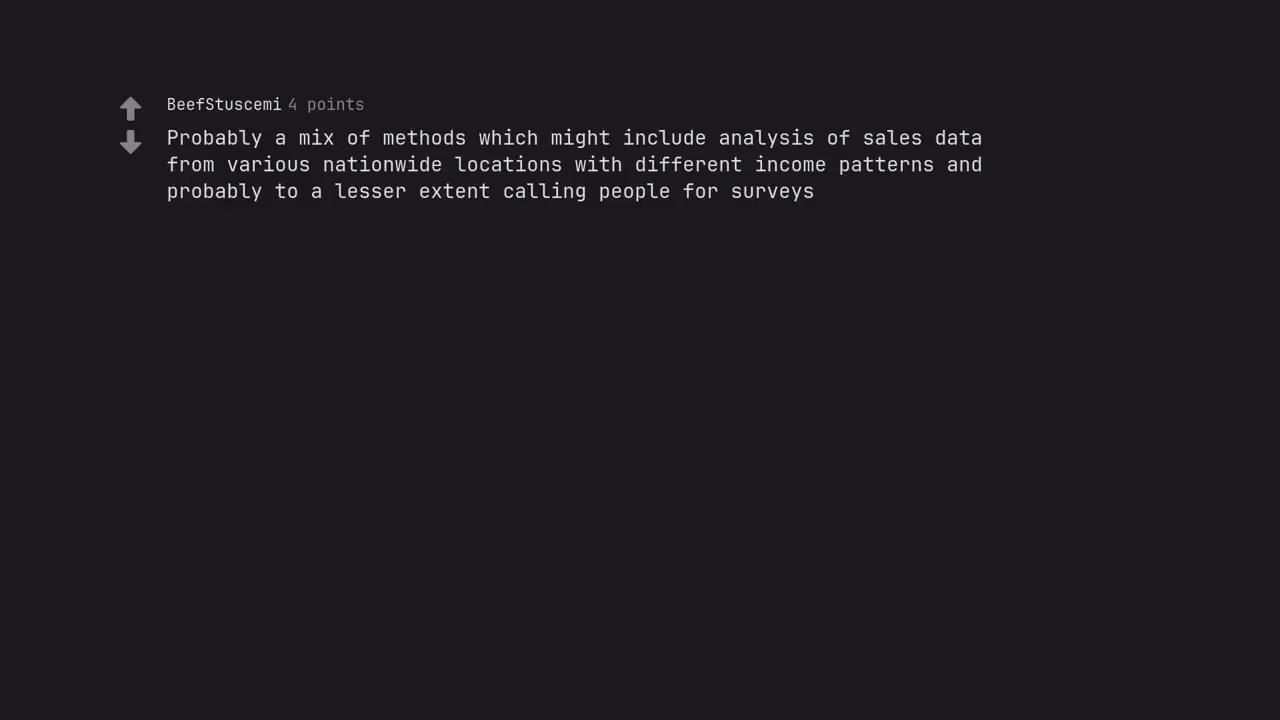 BeefStuscemi 4 points
Probably a mix of methods which might include analysis of sales data
from various nationwide locations with different income patterns and
probably to a lesser extent calling people for surveys